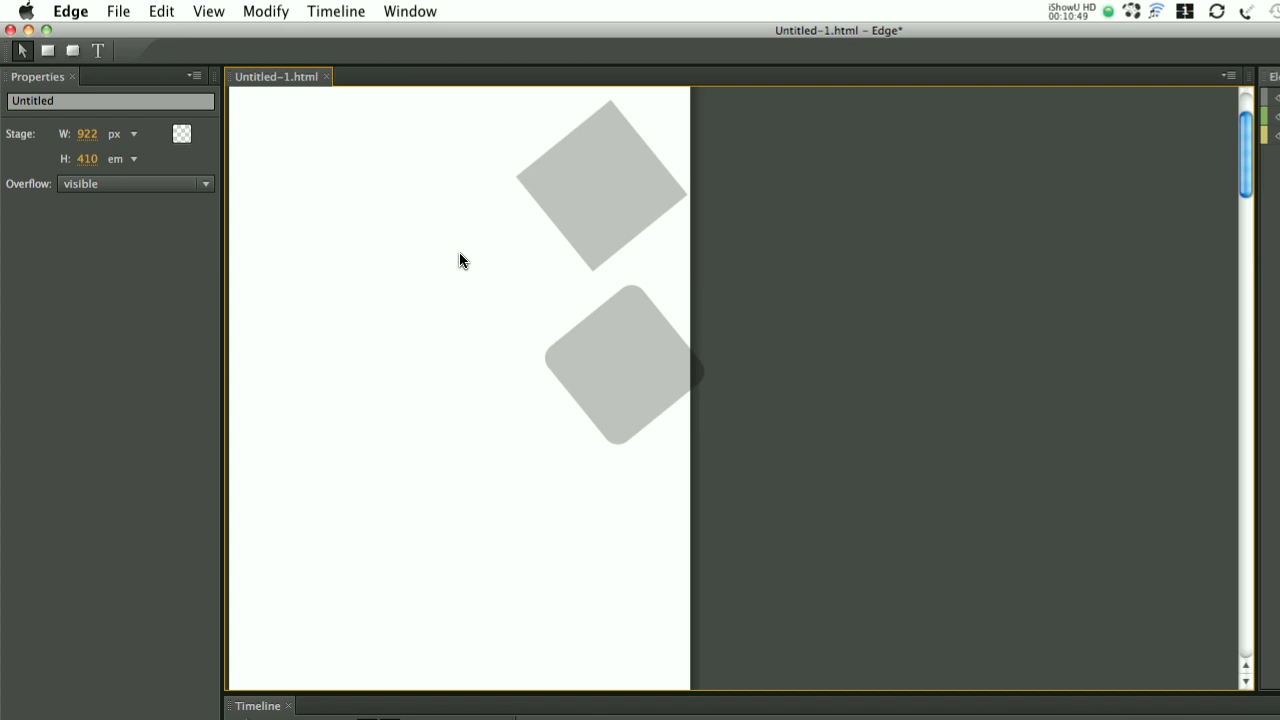 Edge File Edit View Modify Timeline Window
iShowU HD
00:10:49
Untitled-1.html – Edge*
T
Properties
Untitled-1.html
Untitled
Stage: W: 922 px
H: 410 em
Overflow: visible
Timeline